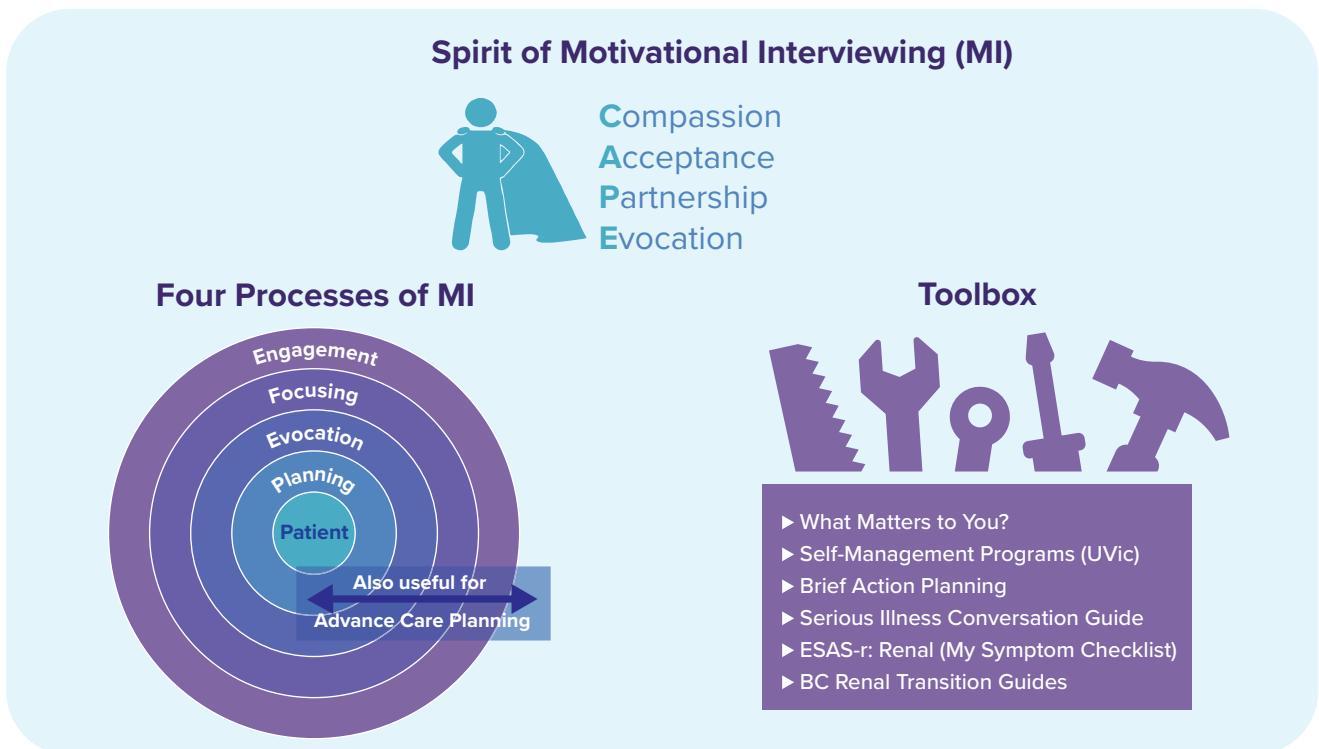 Spirit of Motivational Interviewing (MI)
Compassion
Acceptance
Partnership
Evocation
Four Processes of MI
Engagement
Focusing
Evocation
Planning
Patient
Also useful for
Advance Care Planning
Toolbox
▶ What Matters to You?
▶ Self-Management Programs (UVic)
▶ Brief Action Planning
▶ Serious Illness Conversation Guide
▶ ESAS-r: Renal (My Symptom Checklist)
▶ BC Renal Transition Guides